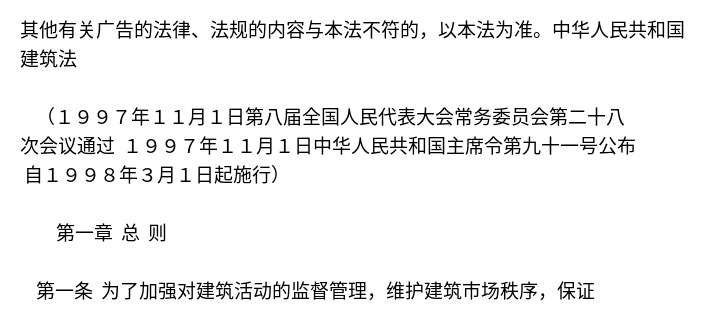 其他有关广告的法律、法规的内容与本法不符的，以本法为准。中华人民共和国
建筑法
（１９９７年１１月１日第八届全国人民代表大会常务委员会第二十八
次会议通过 １９９７年１１月１日中华人民共和国主席令第九十一号公布
自１９９８年３月１日起施行）
第一章 总 则
第一条 为了加强对建筑活动的监督管理，维护建筑市场秩序，保证